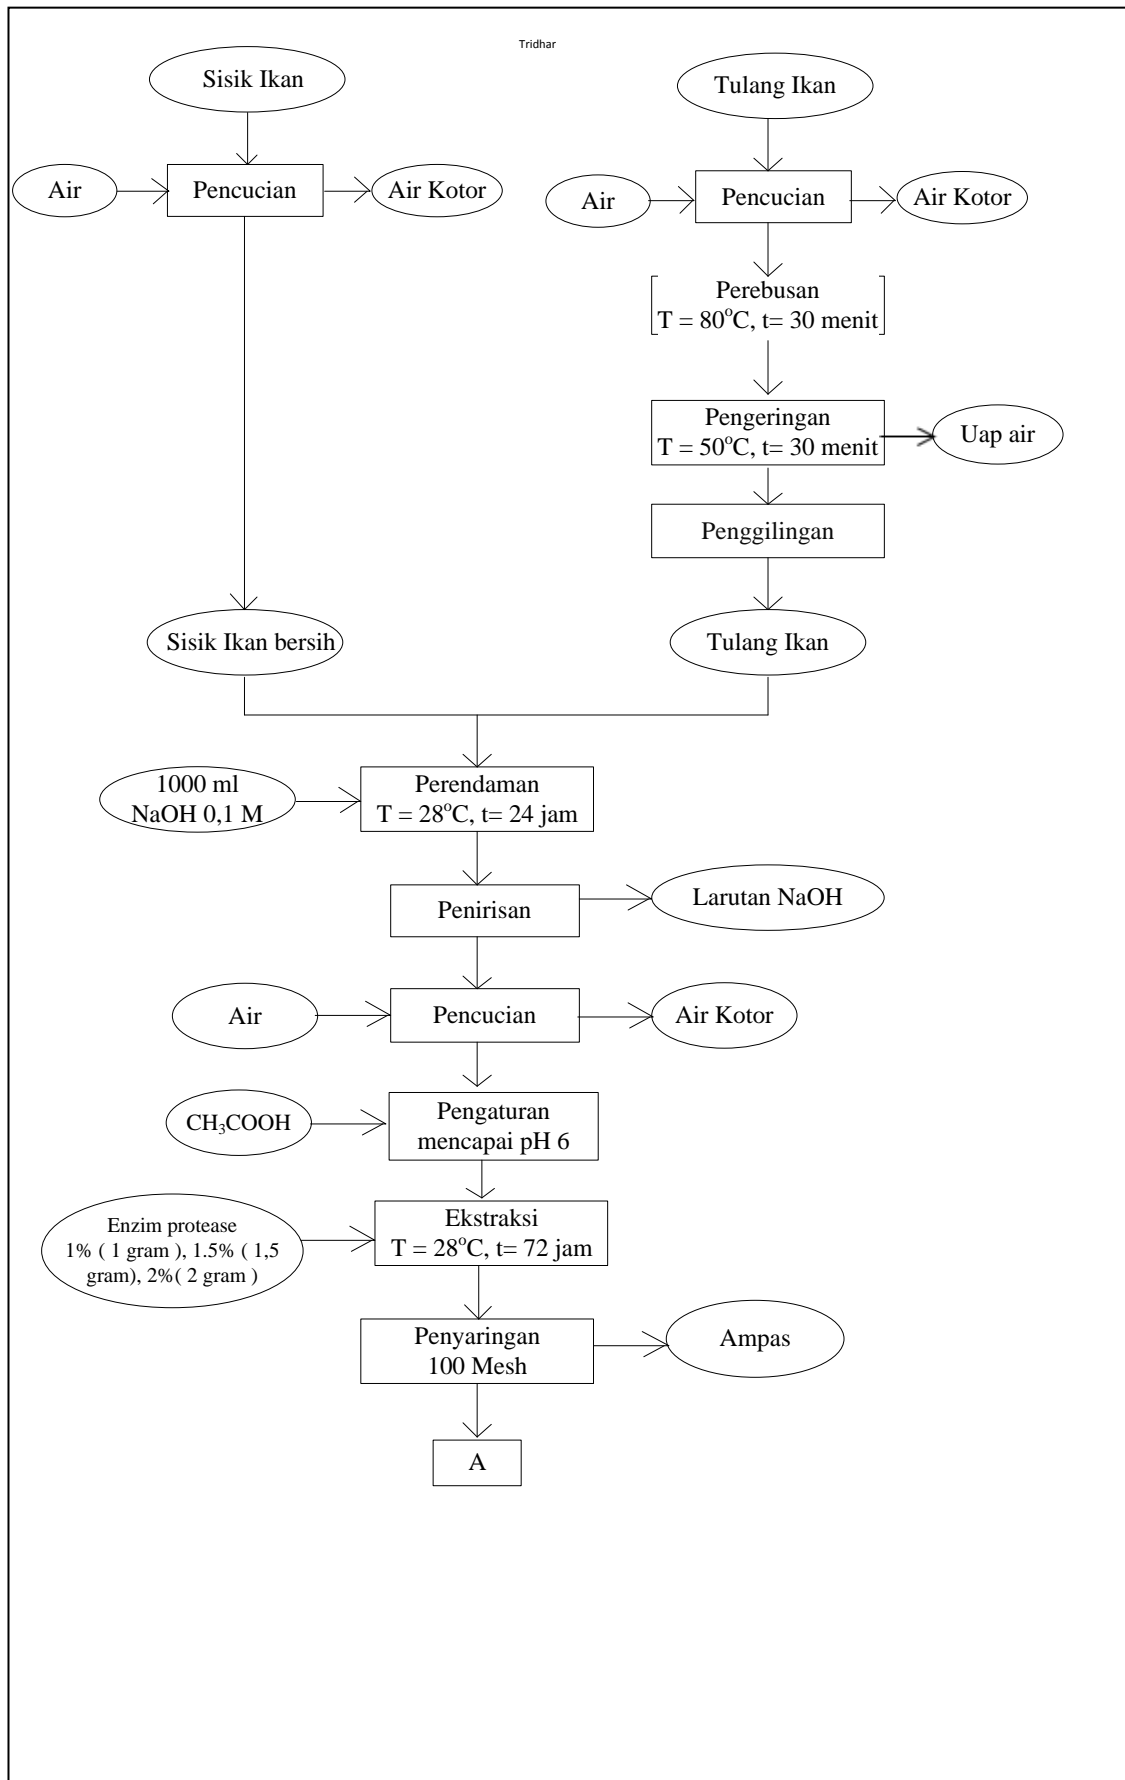 Tridhar
Sisik Ikan
Tulang Ikan
Air
Pencucian
Air Kotor
Air
Pencucian
Air Kotor
Perebusan
T = 80°C, t= 30 menit
Pengeringan
T = 50°C, t= 30 menit
Uap air
Penggilingan
Sisik Ikan bersih
Tulang Ikan
1000 ml
NaOH 0,1 M
Perendaman
T = 28°C, t= 24 jam
Penirisan
Larutan NaOH
Air
Pencucian
Air Kotor
CH₃COOH
Pengaturan
mencapai pH 6
Enzim protease
1% ( 1 gram ), 1.5% ( 1,5
gram), 2%( 2 gram )
Ekstraksi
T = 28°C, t= 72 jam
Penyaringan
100 Mesh
Ampas
A